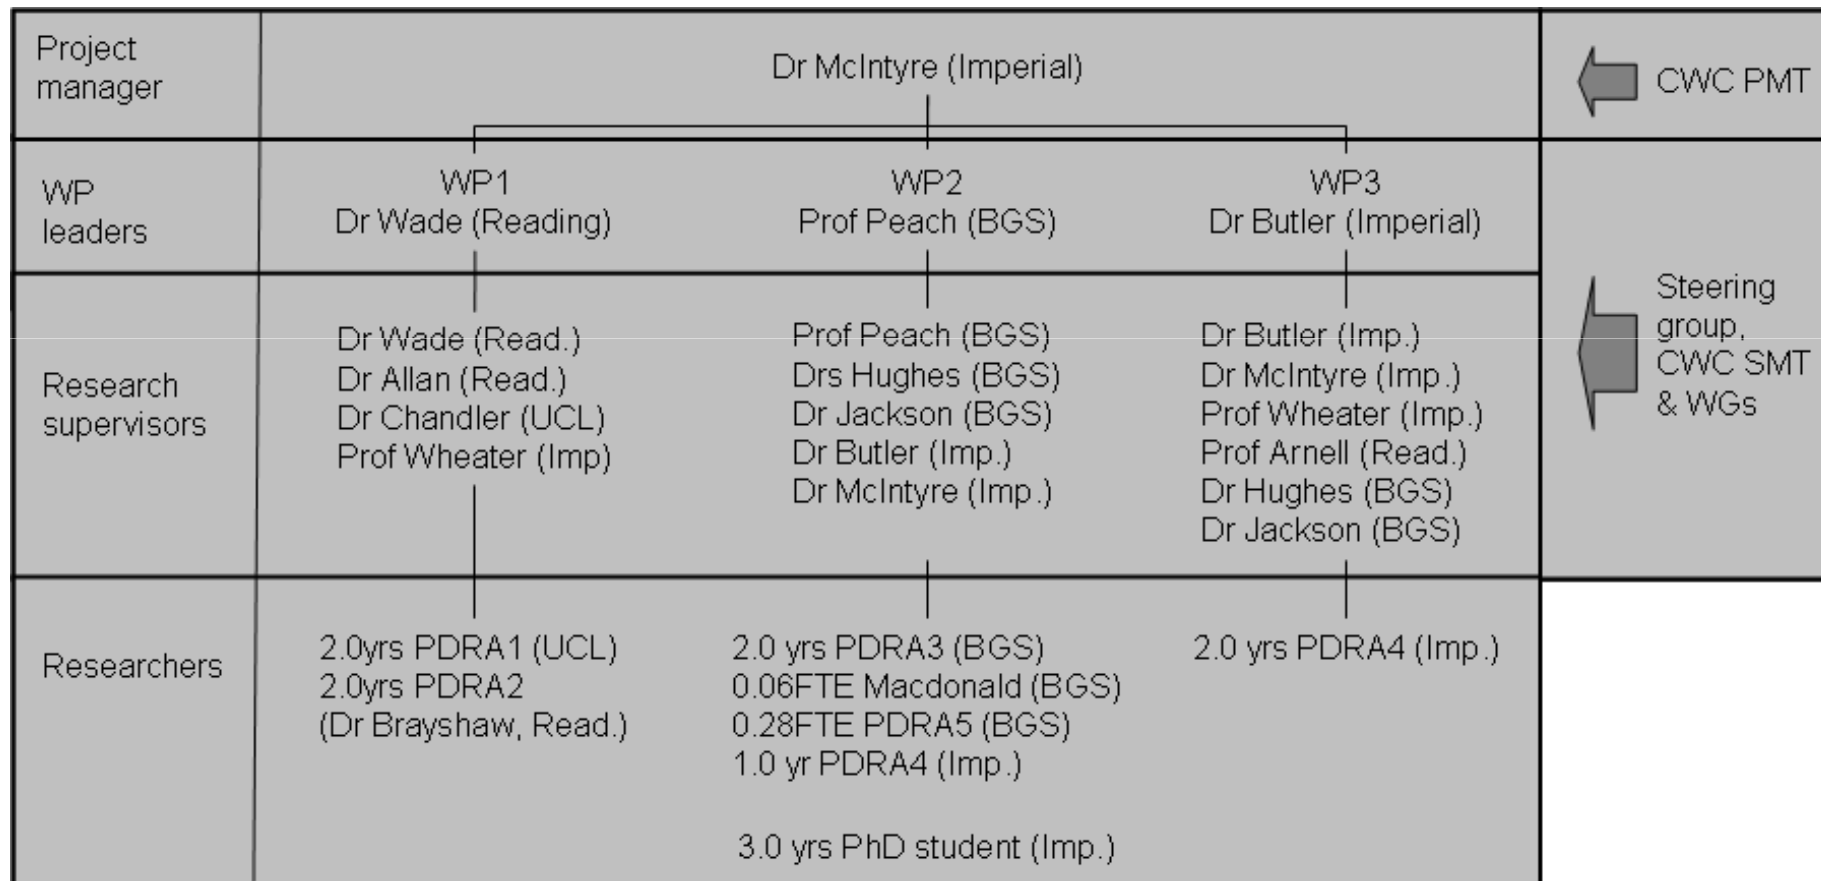 Project
manager
Dr McIntyre (Imperial)
CWC PMT
WP
leaders
WP1
Dr Wade (Reading)
WP2
Prof Peach (BGS)
WP3
Dr Butler (Imperial)
Steering
group,
CWC SMT
& WGs
Research
supervisors
Dr Wade (Read.)
Dr Allan (Read.)
Dr Chandler (UCL)
Prof Wheater (Imp)
Prof Peach (BGS)
Drs Hughes (BGS)
Dr Jackson (BGS)
Dr Butler (Imp.)
Dr McIntyre (Imp.)
Dr Butler (Imp.)
Dr McIntyre (Imp.)
Prof Wheater (Imp.)
Prof Arnell (Read.)
Dr Hughes (BGS)
Dr Jackson (BGS)
Researchers
2.0yrs PDRA1 (UCL)
2.0yrs PDRA2
(Dr Brayshaw, Read.)
2.0 yrs PDRA3 (BGS)
0.06FTE Macdonald (BGS)
0.28FTE PDRA5 (BGS)
1.0 yr PDRA4 (Imp.)
3.0 yrs PhD student (Imp.)
2.0 yrs PDRA4 (Imp.)